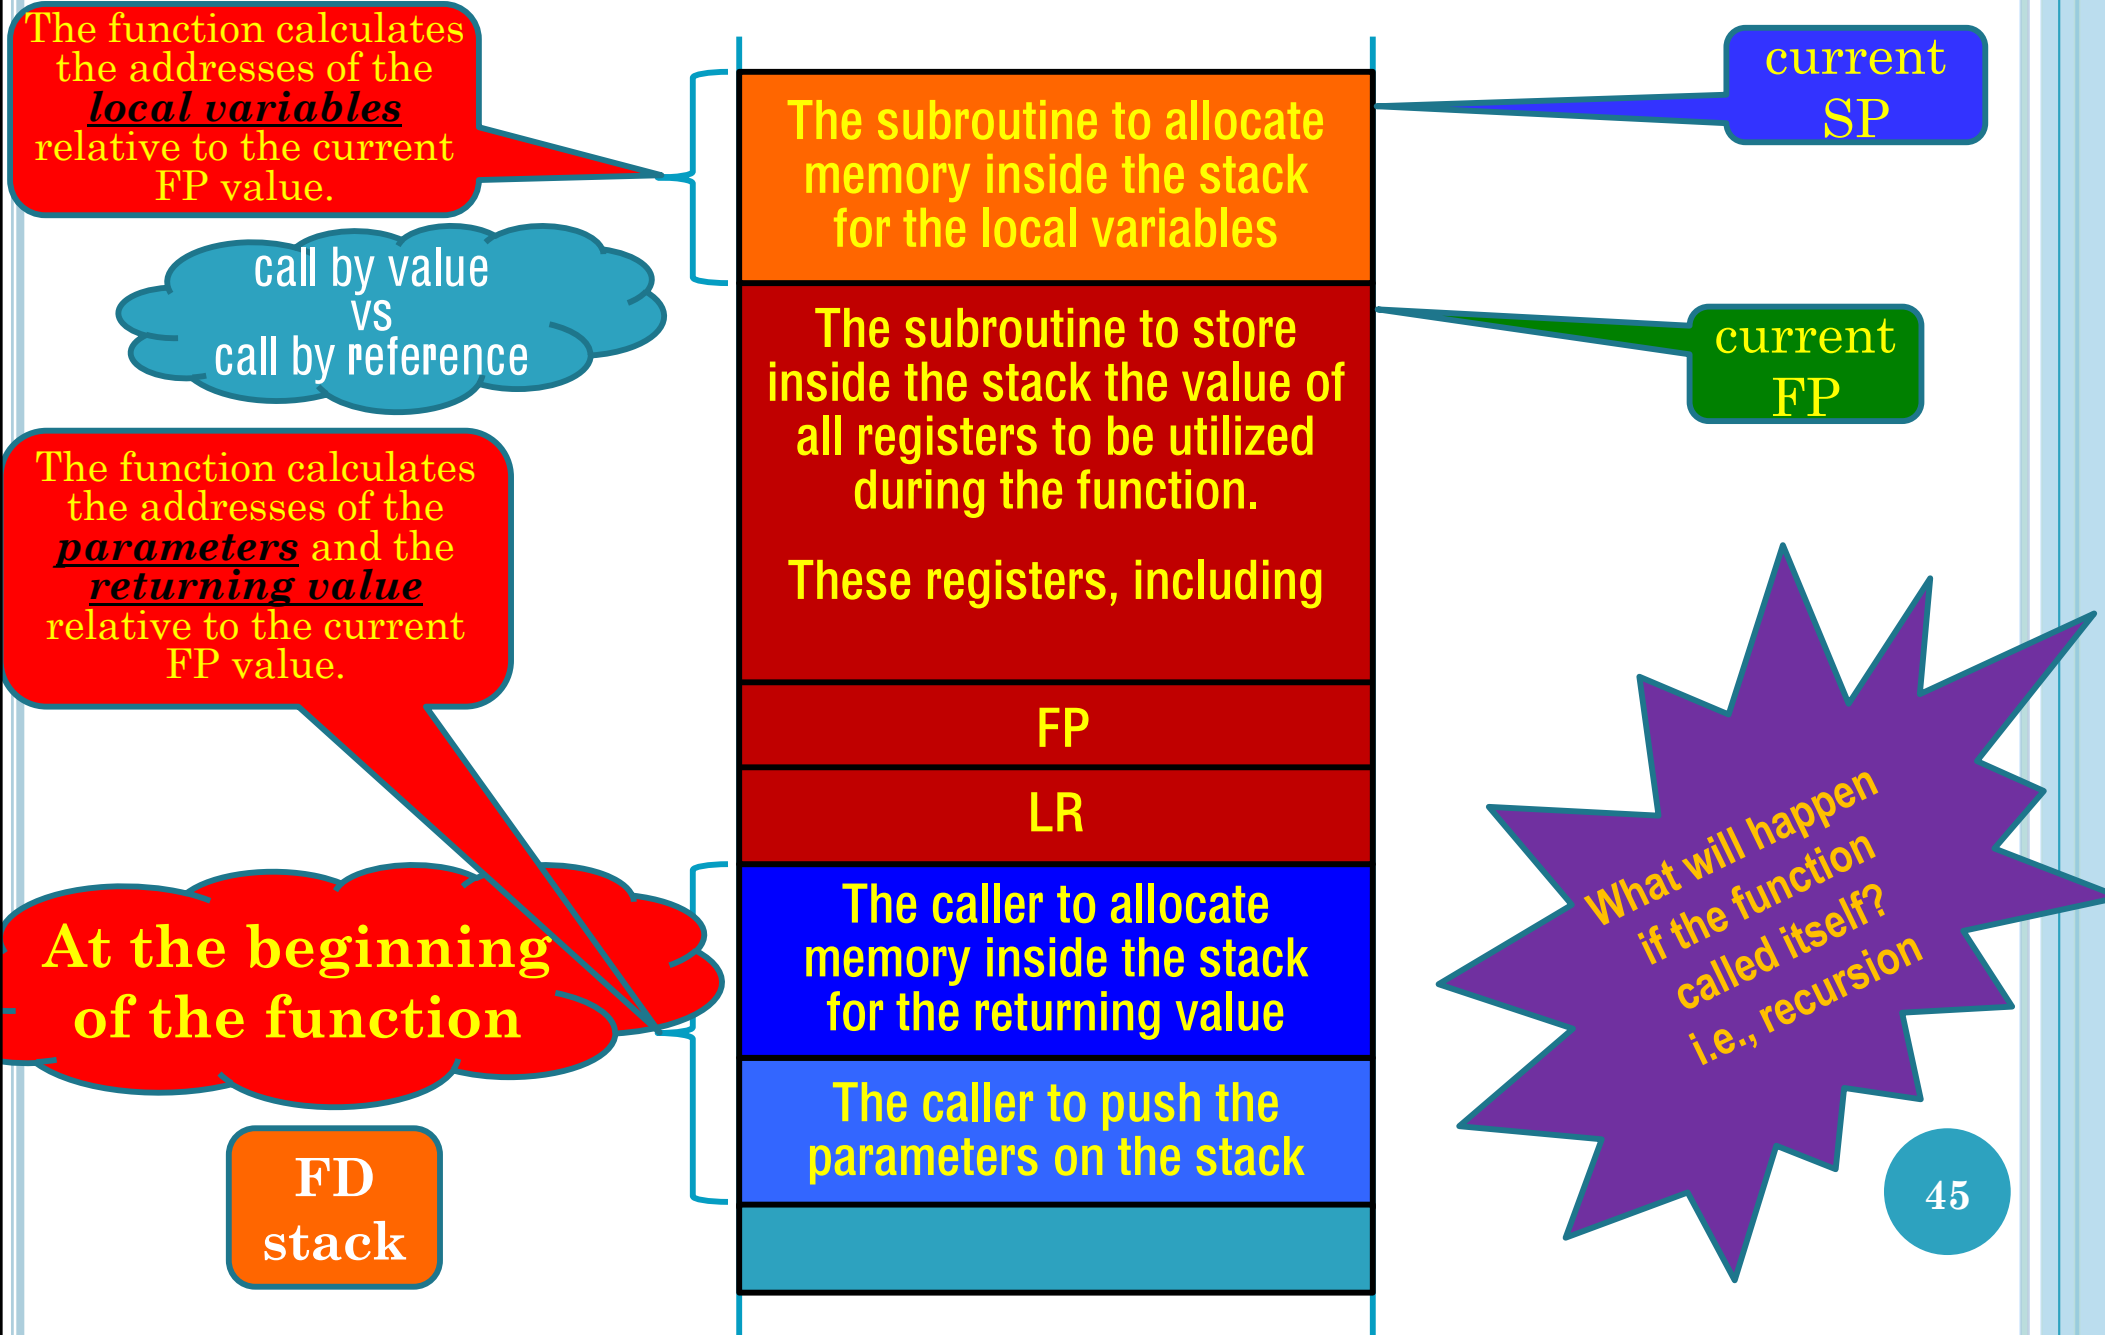 The function calculates
the addresses of the
local variables
relative to the current
FP value.
call by value
vs
call by reference
The function calculates
the addresses of the
parameters and the
returning value
relative to the current
FP value.
At the beginning
of the function
FD
stack
The subroutine to allocate
memory inside the stack
for the local variables
The subroutine to store
inside the stack the value of
all registers to be utilized
during the function.
These registers, including
FP
LR
The caller to allocate
memory inside the stack
for the returning value
The caller to push the
parameters on the stack
current
SP
current
FP
What will happen
if the function
called itself?
i.e., recursion
45